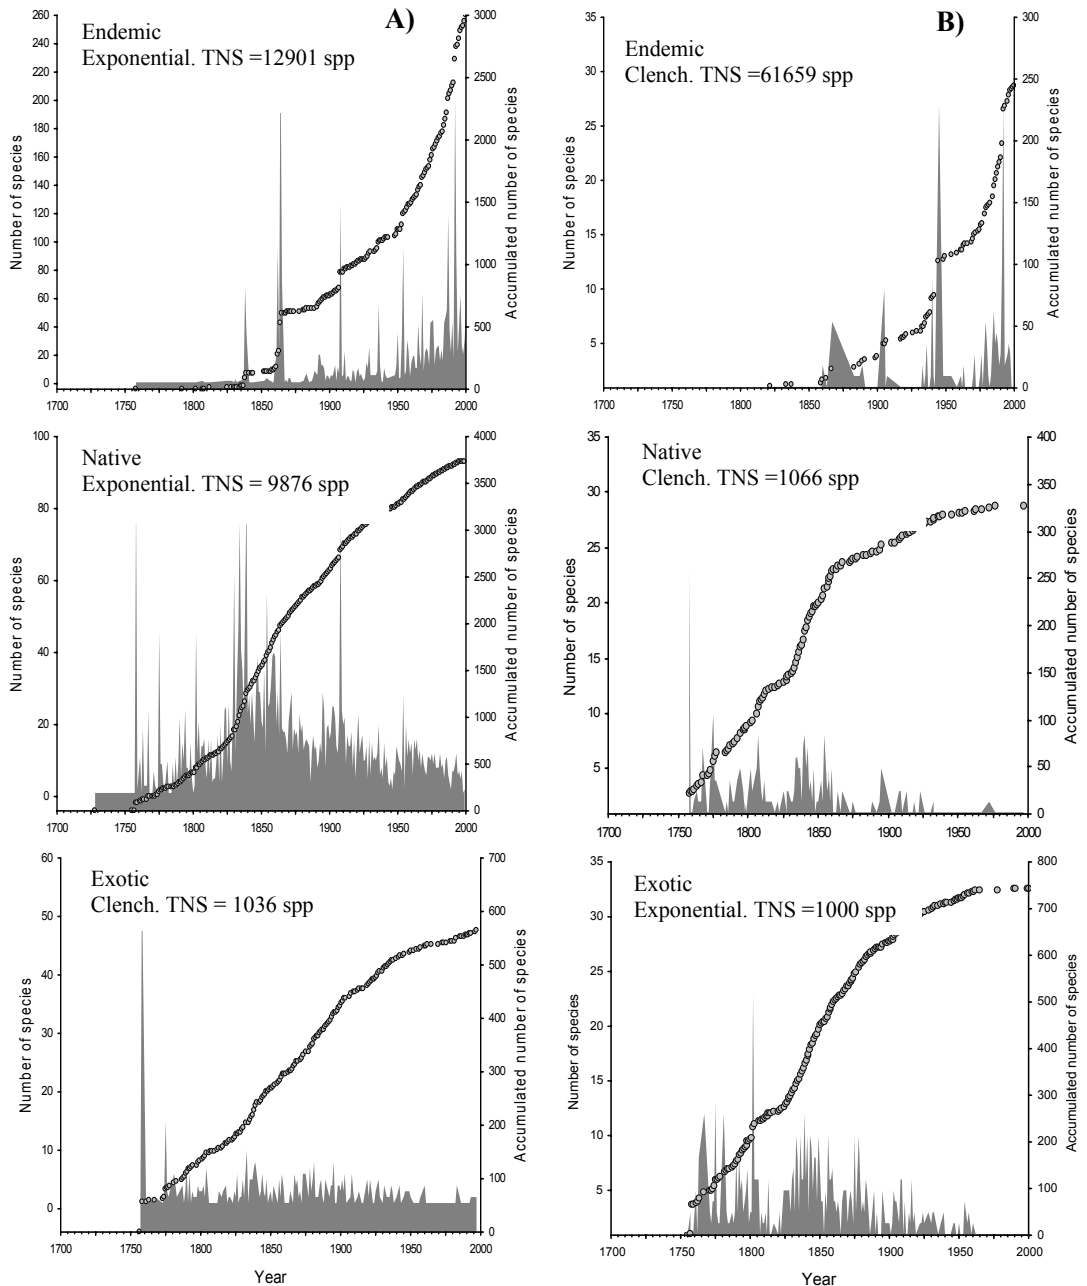 A)
Endemic
Exponential. TNS =12901 spp
Number of species
260
240
220
200
180
160
140
120
100
80
60
40
20
0
3000
2500
2000
1500
1000
500
0
Accumulated number of species
1700 1750 1800 1850 1900 1950 2000
B)
Endemic
Clench. TNS =61659 spp
Number of species
35
30
25
20
15
10
5
300
250
200
150
100
50
0
Accumulated number of species
1700 1750 1800 1850 1900 1950 2000
Native
Exponential. TNS = 9876 spp
Number of species
100
80
60
40
20
0
4000
3500
3000
2500
2000
1500
1000
500
0
Accumulated number of species
1700 1750 1800 1850 1900 1950 2000
Native
Clench. TNS =1066 spp
Number of species
35
30
25
20
15
10
5
400
350
300
250
200
150
100
50
0
Accumulated number of species
1700 1750 1800 1850 1900 1950 2000
Exotic
Clench. TNS = 1036 spp
Number of species
60
50
40
30
20
10
0
700
600
500
400
300
200
100
0
Accumulated number of species
1700 1750 1800 1850 1900 1950 2000
Year
Exotic
Exponential. TNS =1000 spp
Number of species
35
30
25
20
15
10
5
800
700
600
500
400
300
200
100
0
Accumulated number of species
1700 1750 1800 1850 1900 1950 2000
Year